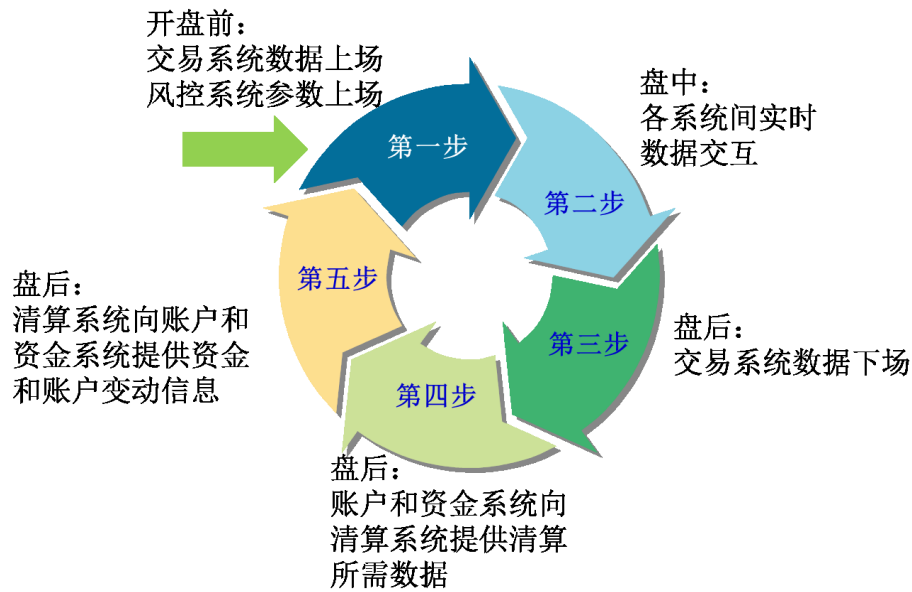 开盘前：
交易系统数据上场
风控系统参数上场
第一步
盘中：
各系统间实时
数据交互
第二步
第三步
盘后：
交易系统数据下场
第四步
盘后：
账户和资金系统向
清算系统提供清算
所需数据
第五步
盘后：
清算系统向账户和
资金系统提供资金
和账户变动信息